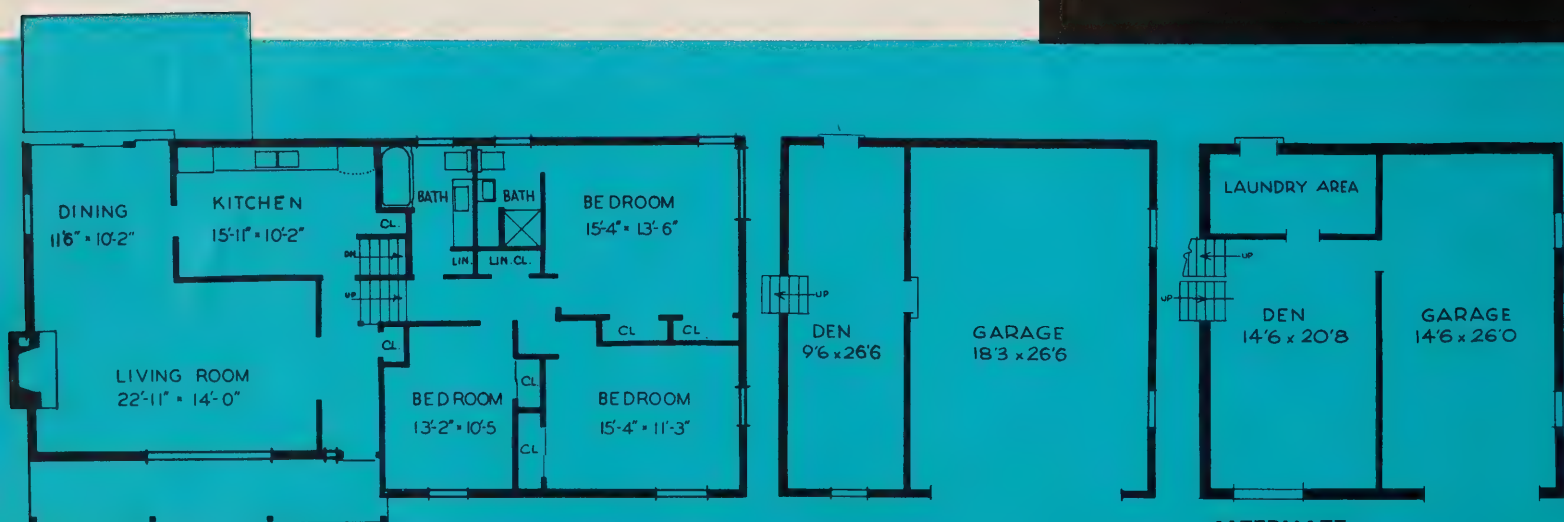 DINING
11'6" × 10'-2"
KITCHEN
15'-11" × 10'-2"
CL.
DN
UP
CL.
LIVING ROOM
22'-11" × 14'-0"
BATH
BATH
LIN.
LIN. CL.
BEDROOM
15'-4" × 13'-6"
CL
CL.
BEDROOM
13'-2" × 10'-5
CL
CL
BEDROOM
15'-4" × 11'-3"
UP
DEN
9'6 x 26'6
GARAGE
18'3 x 26'6
LAUNDRY AREA
UP
UP
DEN
14'6 x 20'8
GARAGE
14'6 x 26'0